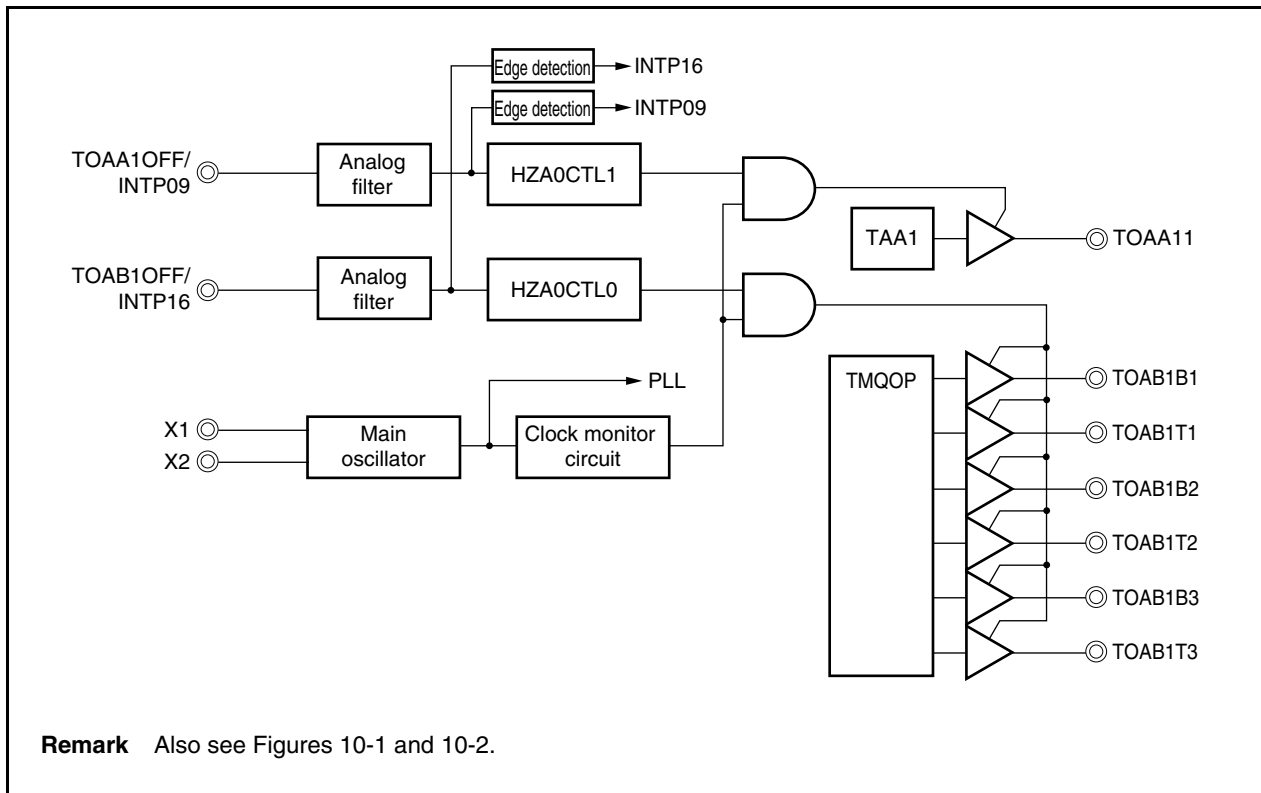 Edge detection
INTP16
Edge detection
INTP09
TOAA1OFF/
INTP09
Analog
filter
HZA0CTL1
TAA1
TOAA11
TOAB1OFF/
INTP16
Analog
filter
HZA0CTL0
PLL
X1
X2
Main
oscillator
Clock monitor
circuit
TMQOP
TOAB1B1
TOAB1T1
TOAB1B2
TOAB1T2
TOAB1B3
TOAB1T3
Remark Also see Figures 10-1 and 10-2.